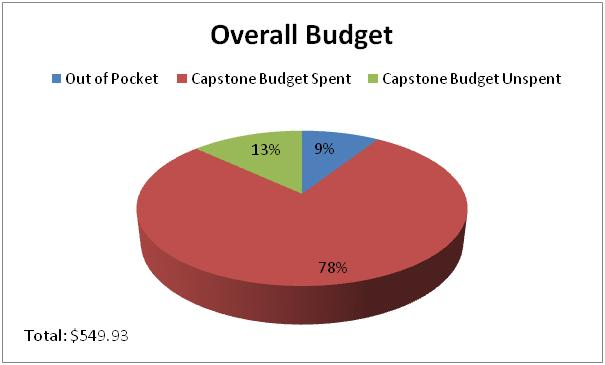 Overall Budget
Out of Pocket Capstone Budget Spent Capstone Budget Unspent
13% 9%
78%
Total: $549.93